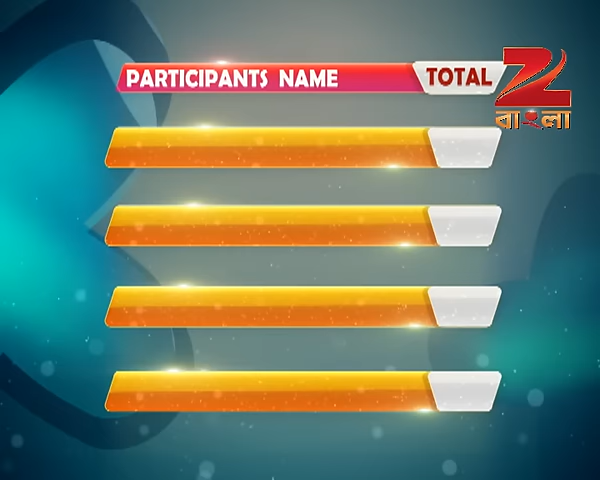 PARTICIPANTS NAME TOTAL
Z
বাংলা